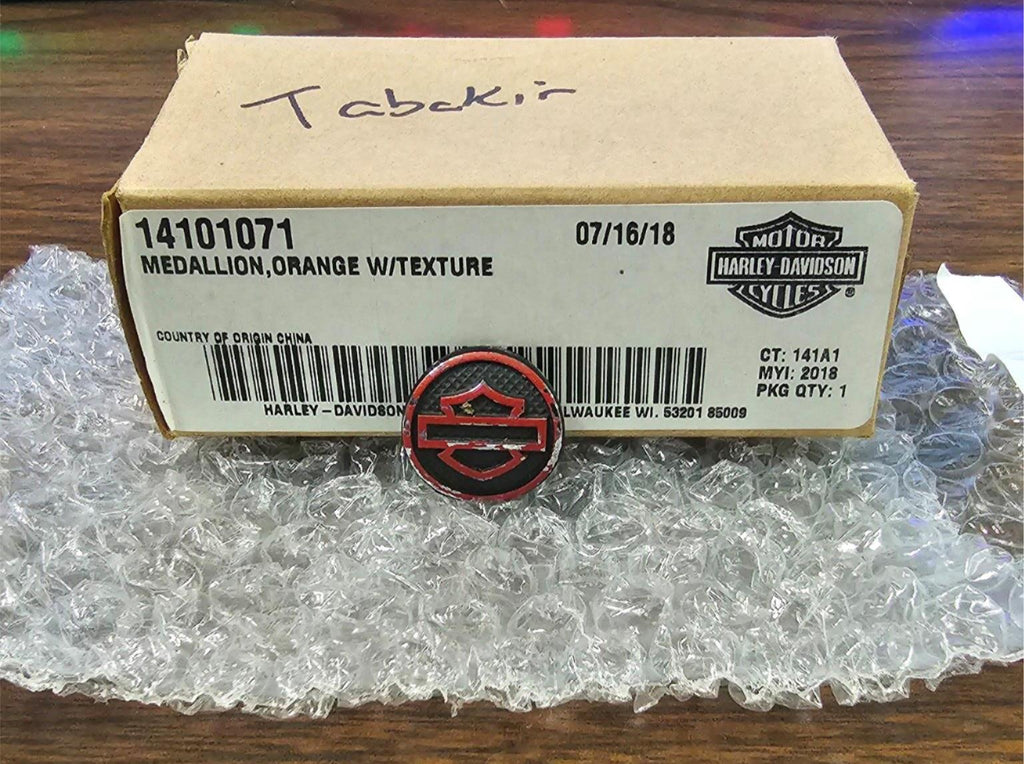 Tabakin
14101071
07/16/18
MEDALLION,ORANGE W/TEXTURE
MOTOR
HARLEY-DAVIDSON
CYCLES
®
COUNTRY OF ORIGIN CHINA
CT: 141A1
MYI: 2018
PKG QTY: 1
HARLEY-DAVIDSON LWAUKEE WI. 53201 85009